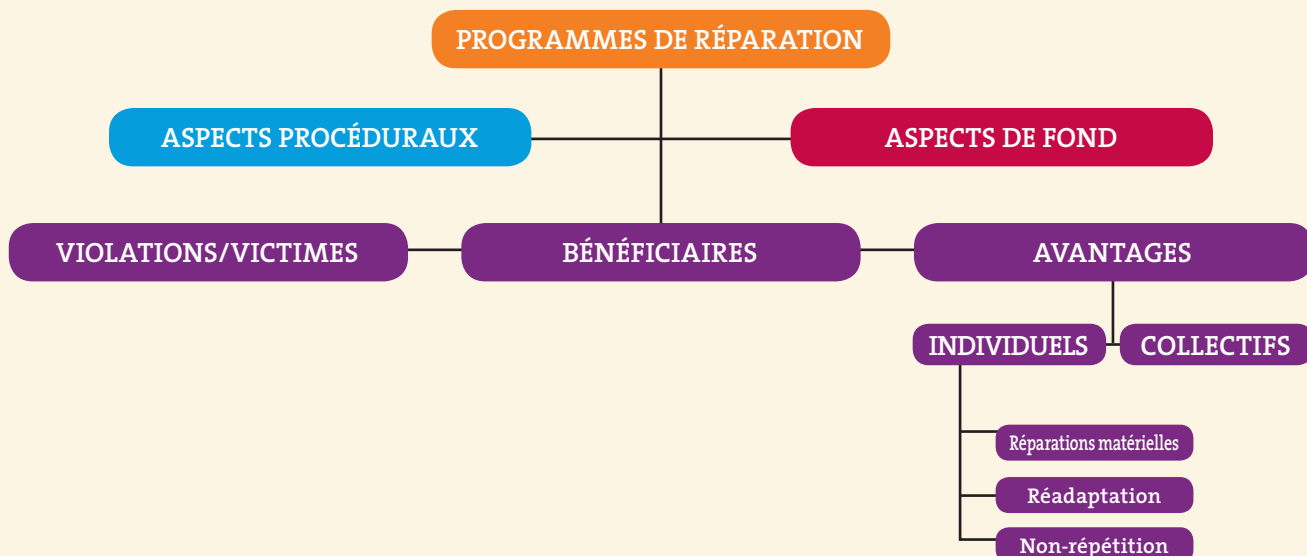 PROGRAMMES DE RÉPARATION
ASPECTS PROCÉDURAUX
ASPECTS DE FOND
VIOLATIONS/VICTIMES
BÉNÉFICIAIRES
AVANTAGES
INDIVIDUELS
COLLECTIFS
Réparations matérielles
Réadaptation
Non-répétition